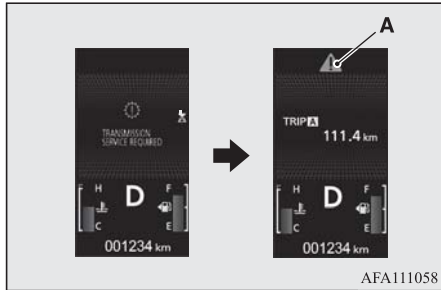 A
TRANSMISSION
SERVICE REQUIRED
H
C
D
F
E
001234 km
TRIP A
111.4 km
H
C
D
F
E
001234 km
AFA111058